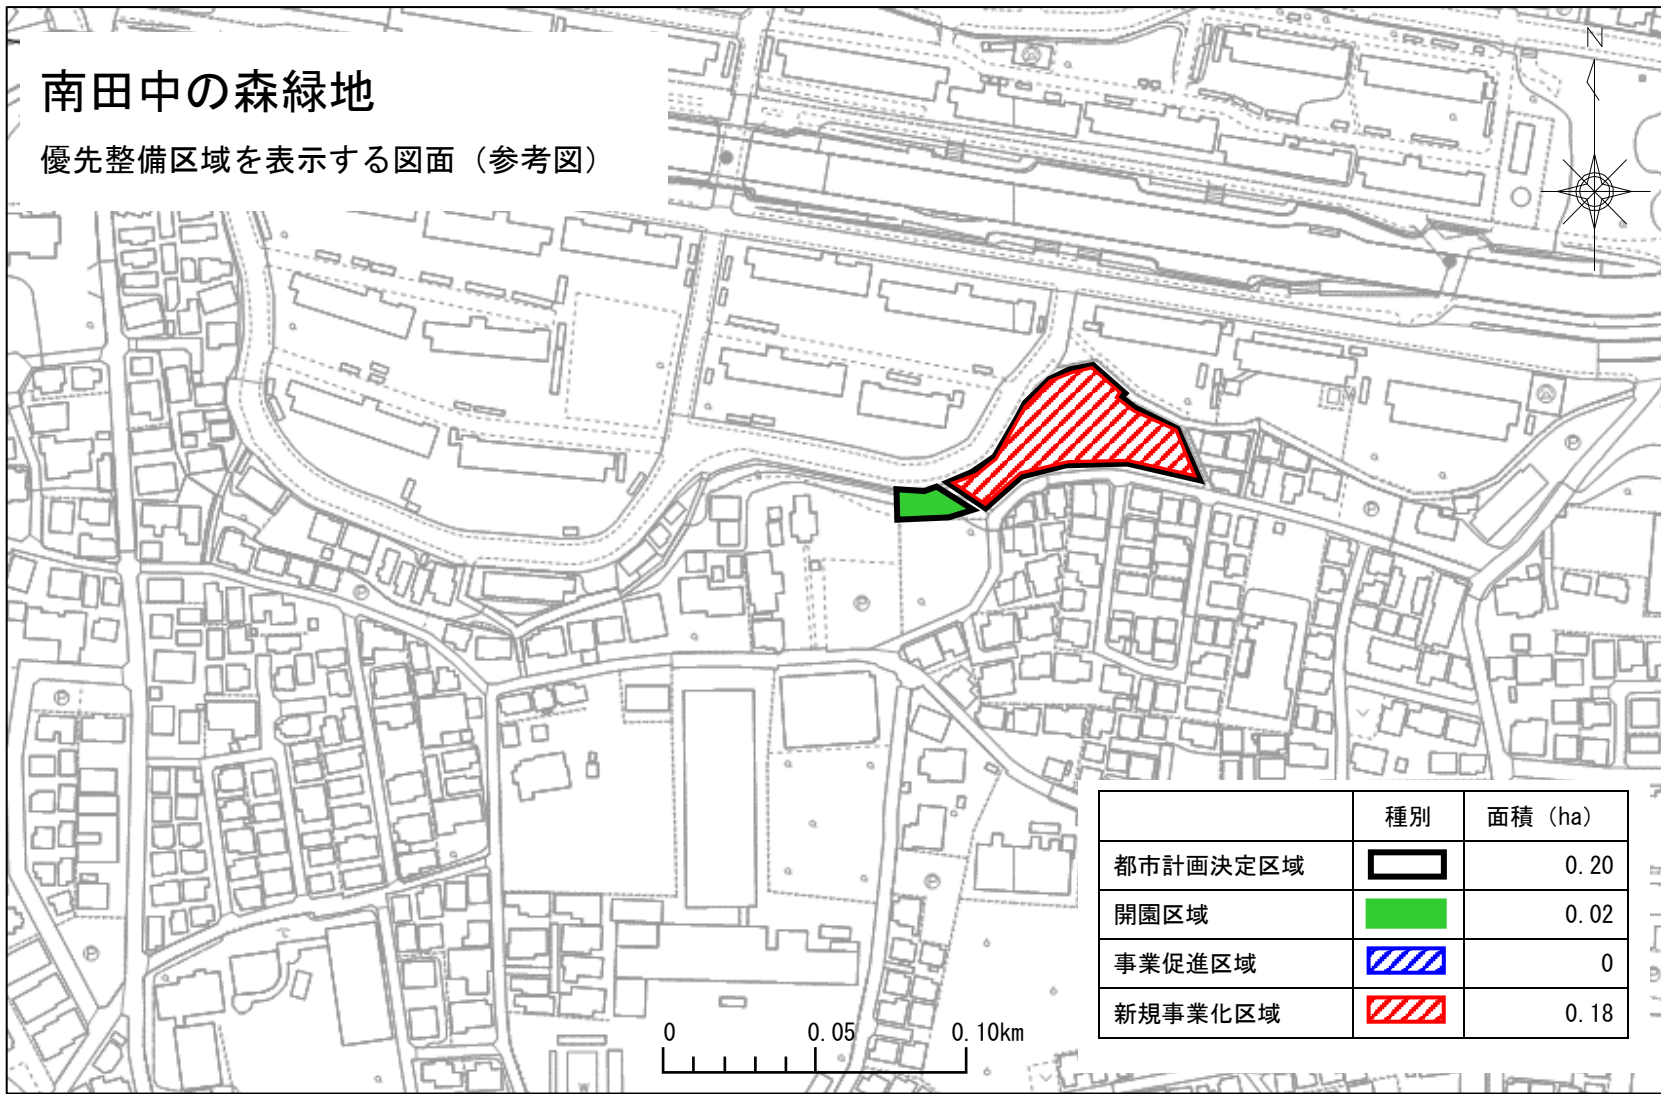 南田中の森緑地
優先整備区域を表示する図面（参考図）
N
種別 面積（ha）
都市計画決定区域 0.20
開園区域 0.02
事業促進区域 0
新規事業化区域 0.18
0 0.05 0.10km